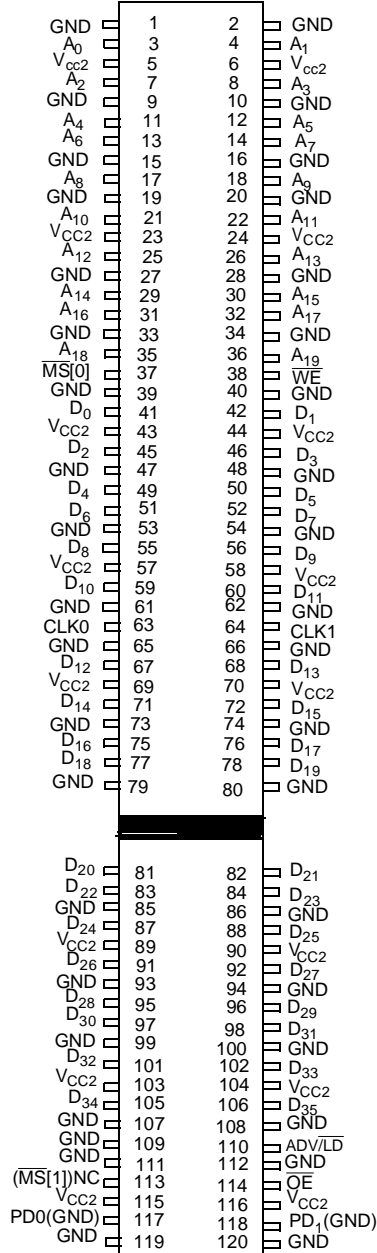 GND 1 2 GND
A0 3 4 A1
Vcc2 5 6 Vcc2
A2 7 8 A3
GND 9 10 GND
A4 11 12 A5
A6 13 14 A7
GND 15 16 GND
A8 17 18 A9
GND 19 20 GND
A10 21 22 A11
VCC2 23 24 VCC2
A12 25 26 A13
GND 27 28 GND
A14 29 30 A15
A16 31 32 A17
GND 33 34 GND
A18 35 36 A19
M̅S̅[0] 37 38 W̅E̅
GND 39 40 GND
D0 41 42 D1
VCC2 43 44 VCC2
D2 45 46 D3
GND 47 48 GND
D4 49 50 D5
D6 51 52 D7
GND 53 54 GND
D8 55 56 D9
VCC2 57 58 VCC2
D10 59 60 D11
GND 61 62 GND
CLK0 63 64 CLK1
GND 65 66 GND
D12 67 68 D13
VCC2 69 70 VCC2
D14 71 72 D15
GND 73 74 GND
D16 75 76 D17
D18 77 78 D19
GND 79 80 GND
D20 81 82 D21
D22 83 84 D23
GND 85 86 GND
D24 87 88 D25
VCC2 89 90 VCC2
D26 91 92 D27
GND 93 94 GND
D28 95 96 D29
D30 97 98 D31
GND 99 100 GND
D32 101 102 D33
VCC2 103 104 VCC2
D34 105 106 D35
GND 107 108 GND
GND 109 110 ADV/L̅D̅
GND 111 112 GND
(M̅S̅[1])NC 113 114 O̅E̅
VCC2 115 116 VCC2
PD0(GND) 117 118 PD1(GND)
GND 119 120 GND